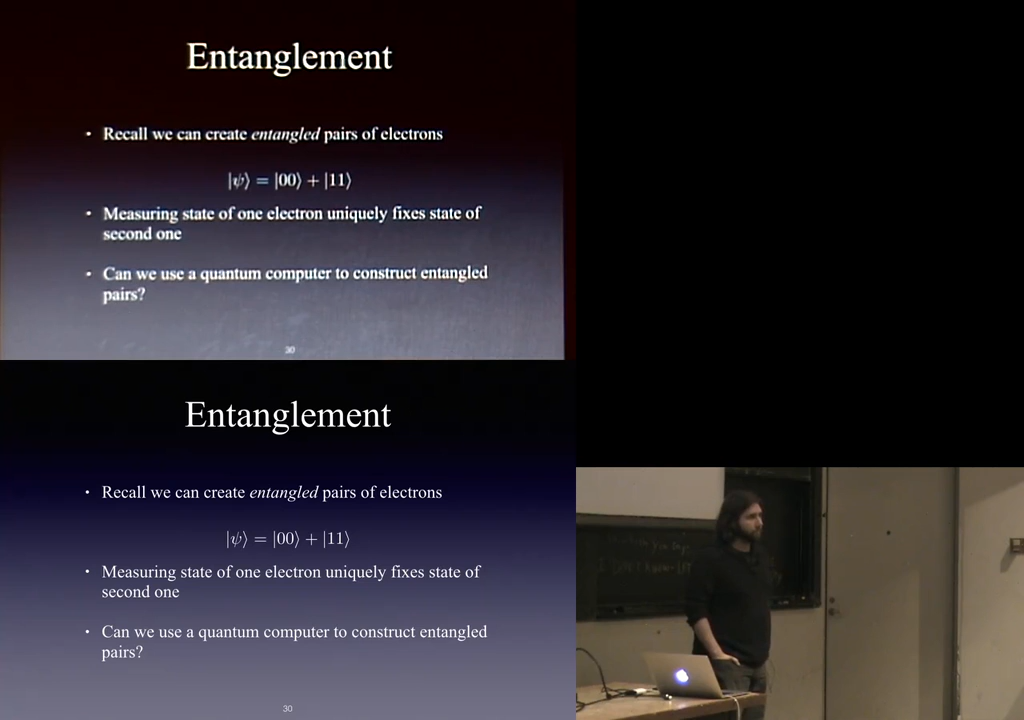 Entanglement
• Recall we can create entangled pairs of electrons
|ψ⟩ = |00⟩ + |11⟩
• Measuring state of one electron uniquely fixes state of
second one
• Can we use a quantum computer to construct entangled
pairs?
30
Entanglement
• Recall we can create entangled pairs of electrons
|ψ⟩ = |00⟩ + |11⟩
• Measuring state of one electron uniquely fixes state of
second one
• Can we use a quantum computer to construct entangled
pairs?
30